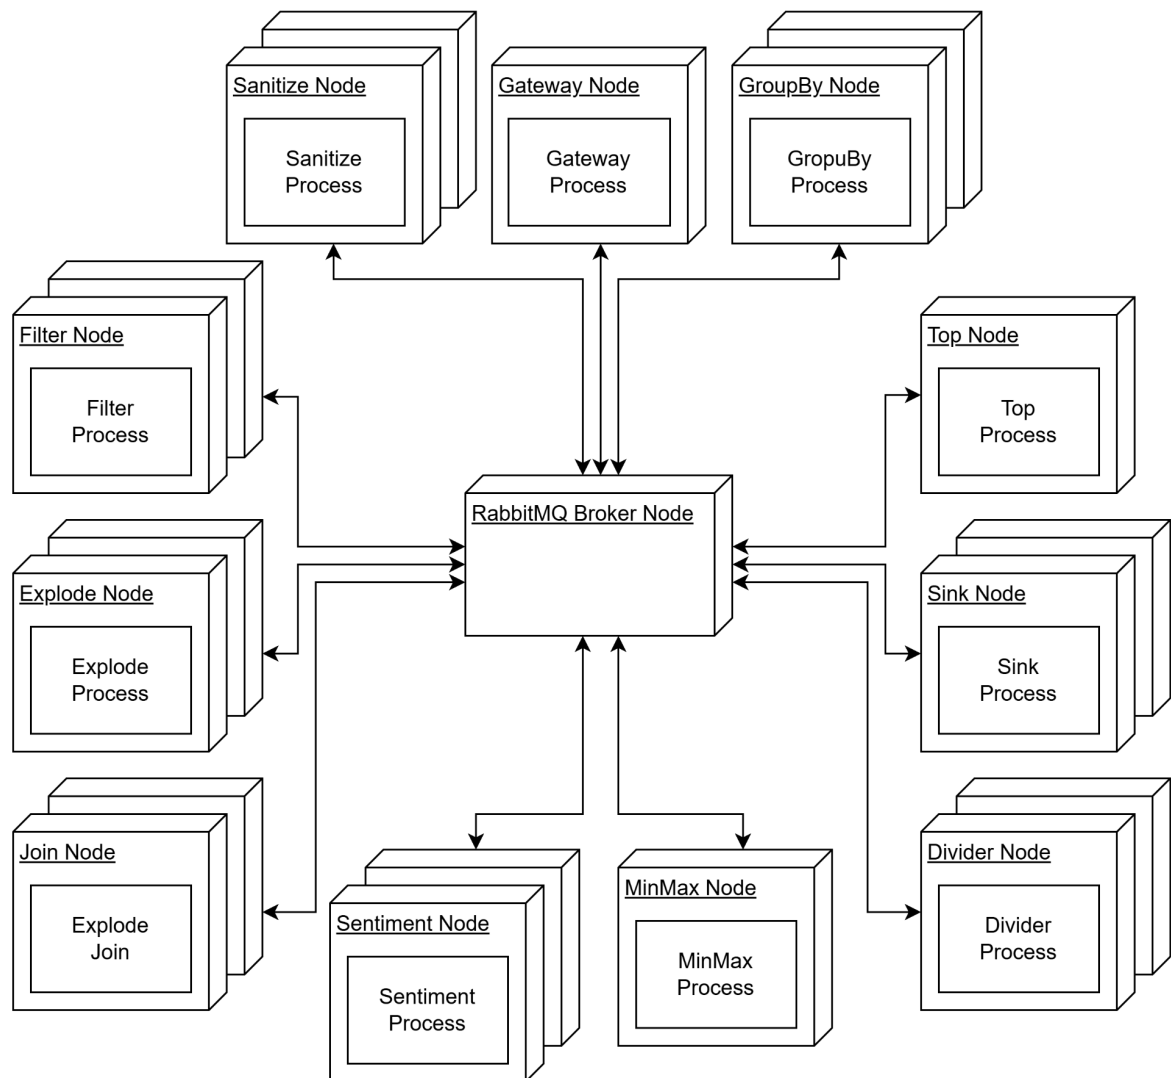 Sanitize Node
Sanitize
Process
Gateway Node
Gateway
Process
GroupBy Node
GropuBy
Process
Filter Node
Filter
Process
Top Node
Top
Process
RabbitMQ Broker Node
Explode Node
Explode
Process
Sink Node
Sink
Process
Join Node
Explode
Join
Sentiment Node
Sentiment
Process
MinMax Node
MinMax
Process
Divider Node
Divider
Process